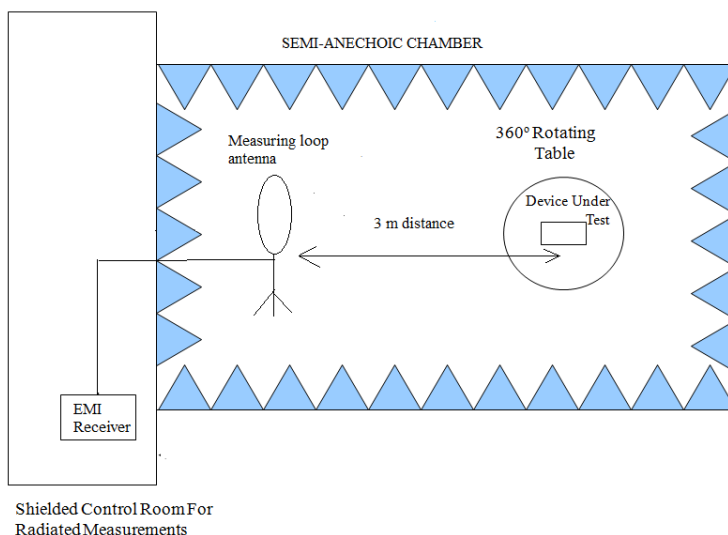 SEMI-ANECHOIC CHAMBER
Measuring loop
antenna
360° Rotating
Table
Device Under
Test
3 m distance
EMI
Receiver
Shielded Control Room For
Radiated Measurements